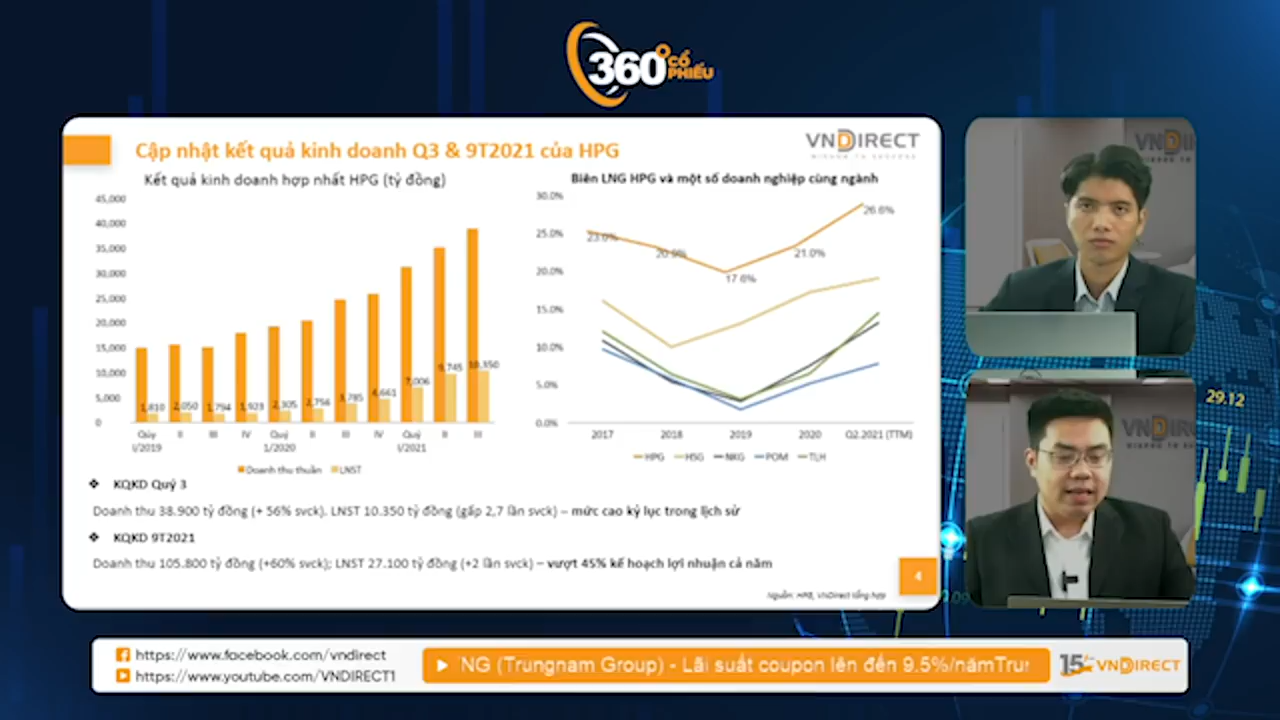 360° CỔ PHIẾU
Cập nhật kết quả kinh doanh Q3 & 9T2021 của HPG
VNDIRECT
WISDOM TO SUCCESS
Kết quả kinh doanh hợp nhất HPG (tỷ đồng)
45,000
40,000
35,000
30,000
25,000
20,000
15,000
10,000
5,000
0
1,810 2,050 1,794 1,923 2,305 2,756 3,785 4,661 7,006 9,745 10,350
Qúy I/2019 II III IV Quý 1/2020 II III IV Quý I/2021 II III
Doanh thu thuần LNST
Biên LNG HPG và một số doanh nghiệp cùng ngành
30.0%
25.0%
20.0%
15.0%
10.0%
5.0%
0.0%
23.0% 20.9% 17.6% 21.0% 26.6%
2017 2018 2019 2020 Q2.2021 (TTM)
HPG HSG NKG POM TLH
❖ KQKD Quý 3
Doanh thu 38.900 tỷ đồng (+ 56% svck). LNST 10.350 tỷ đồng (gấp 2,7 lần svck) – mức cao kỷ lục trong lịch sử
❖ KQKD 9T2021
Doanh thu 105.800 tỷ đồng (+60% svck); LNST 27.100 tỷ đồng (+2 lần svck) – vượt 45% kế hoạch lợi nhuận cả năm
4
Nguồn: HPG, VNDirect tổng hợp
VNDI
VNDIR
29.12
https://www.facebook.com/vndirect
https://www.youtube.com/VNDIRECT1
NG (Trungnam Group) - Lãi suất coupon lên đến 9.5%/nămTrur
15 VNDIRECT